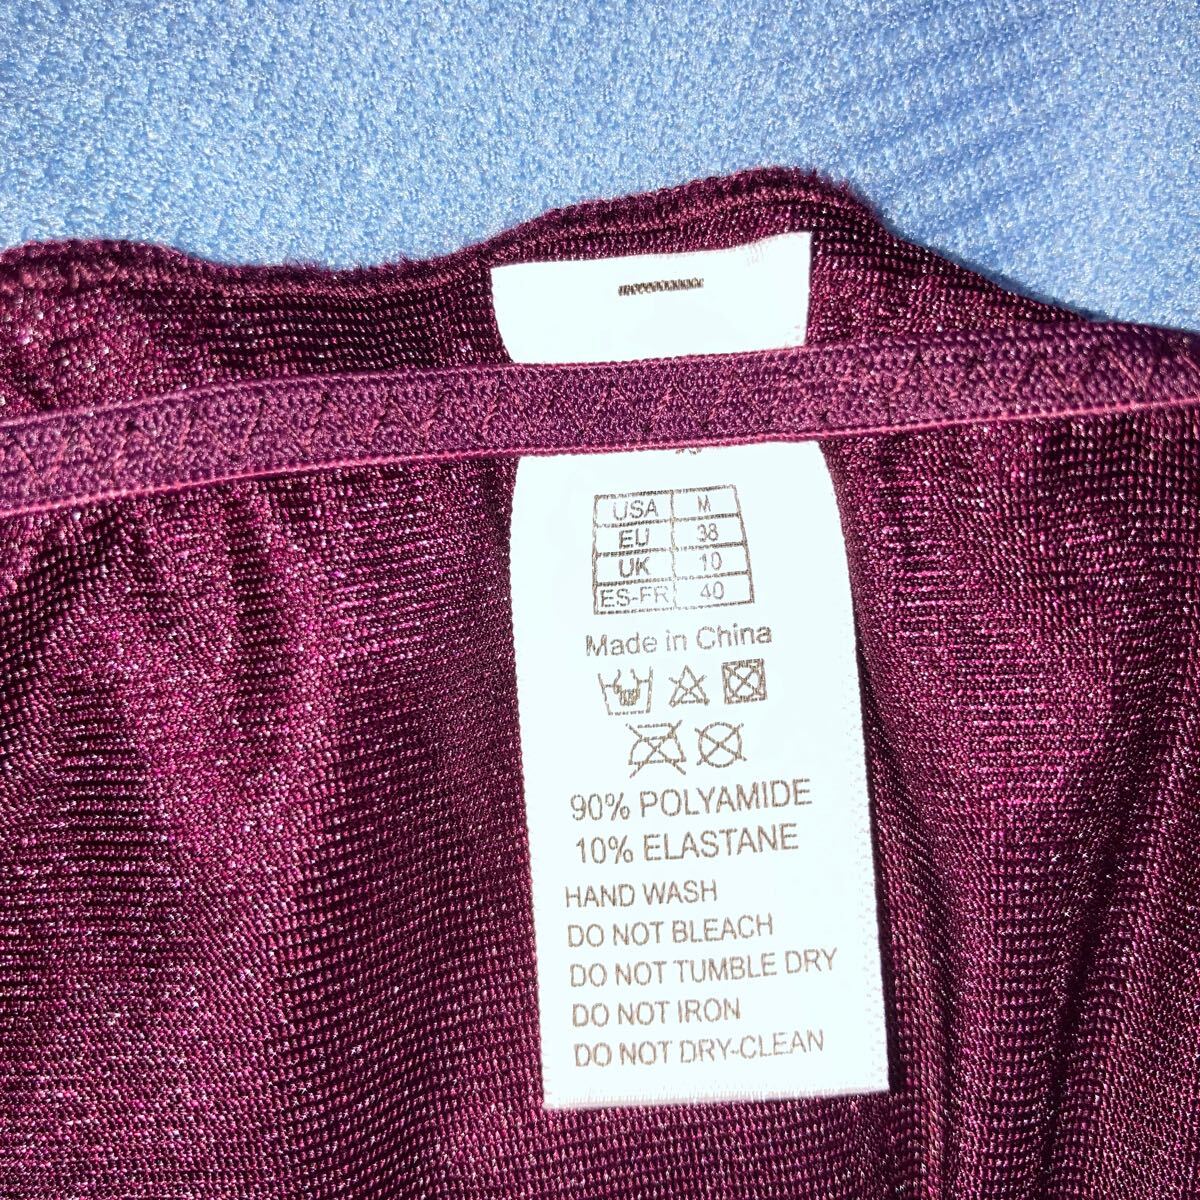 USA M
EU 38
UK 10
ES-FR 40
Made in China
90% POLYAMIDE
10% ELASTANE
HAND WASH
DO NOT BLEACH
DO NOT TUMBLE DRY
DO NOT IRON
DO NOT DRY-CLEAN